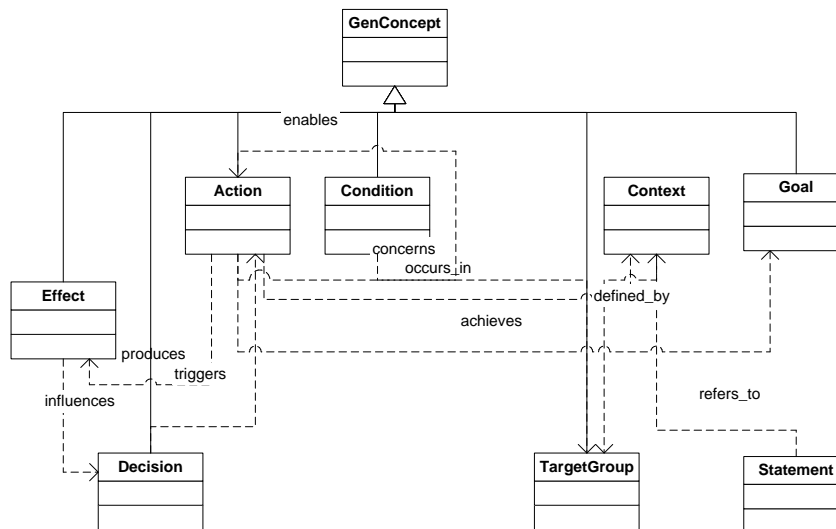 GenConcept
enables
Action
Condition
Context
Goal
concerns
occurs_in
Effect
defined_by
achieves
produces
triggers
influences
refers_to
Decision
TargetGroup
Statement